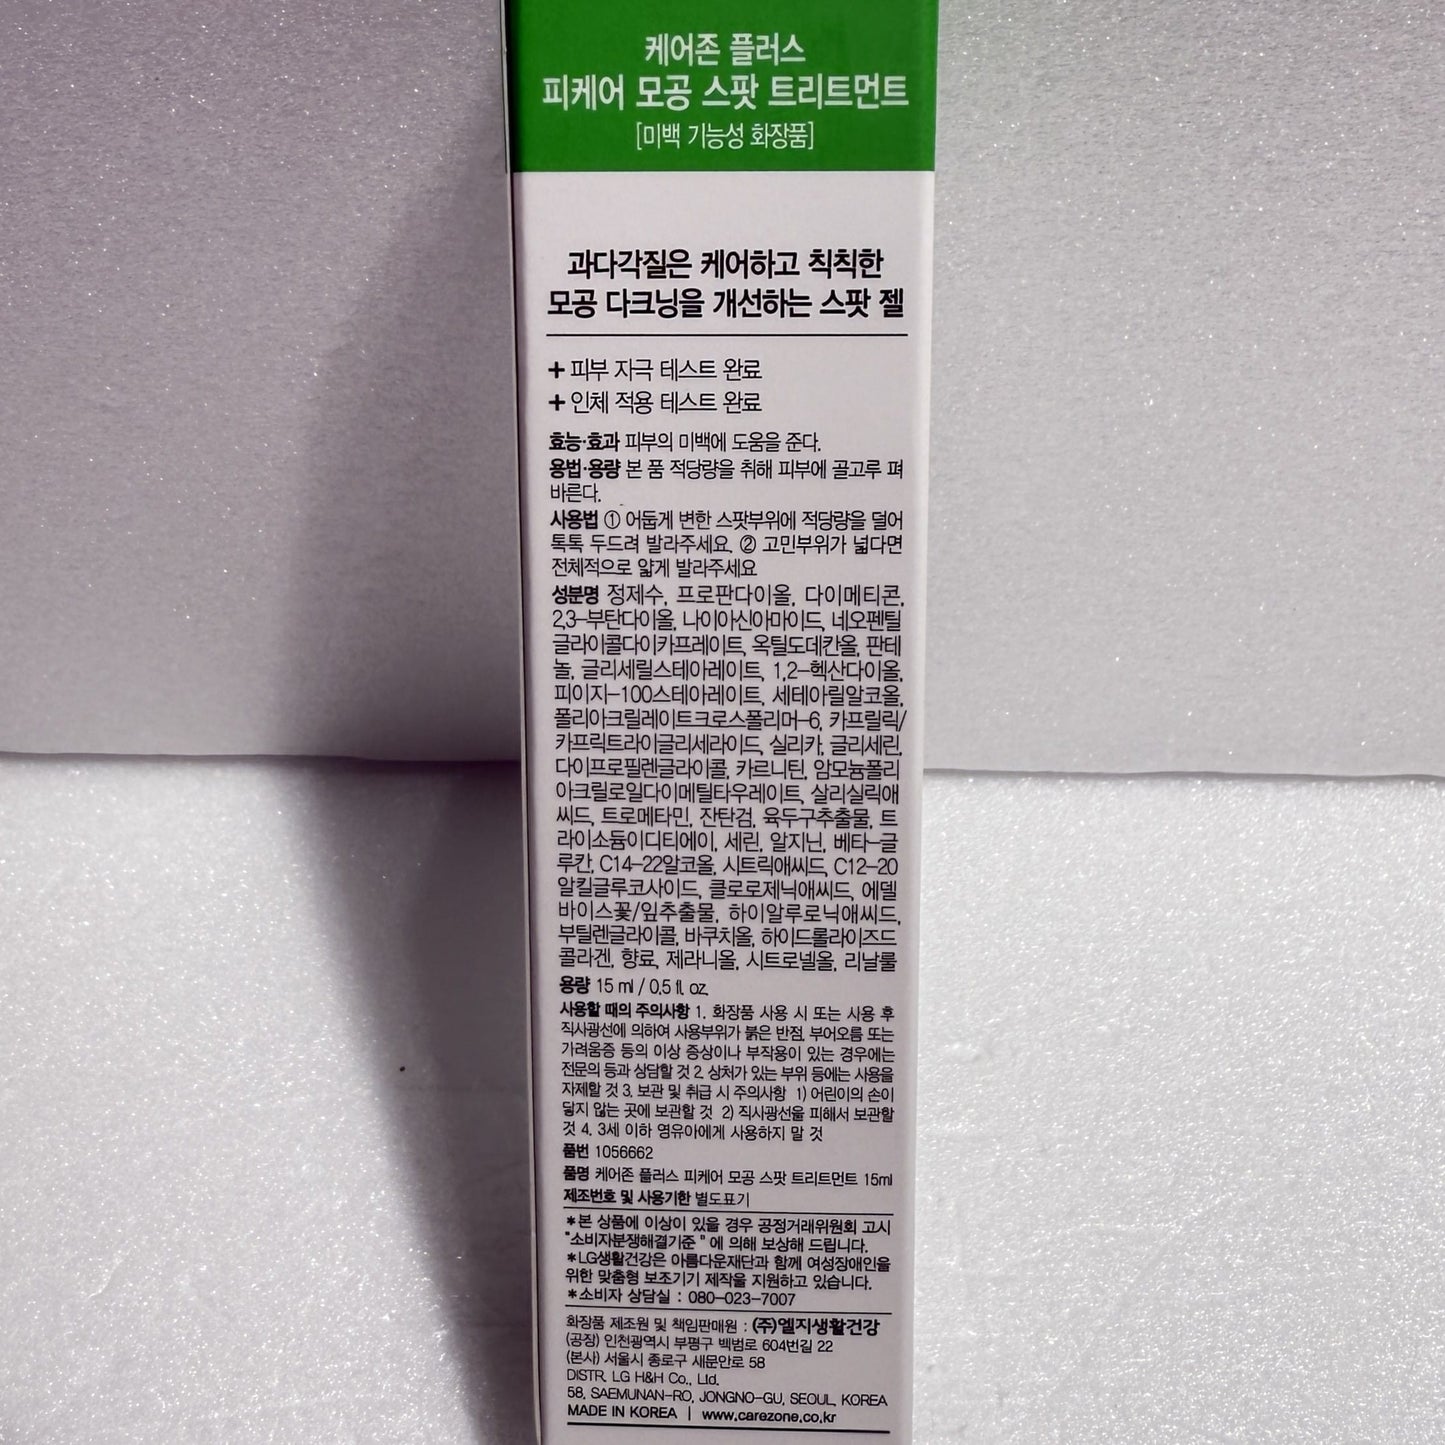 케어존 플러스
피케어 모공 스팟 트리트먼트
[미백 기능성 화장품]
과다각질은 케어하고 칙칙한
모공 다크닝을 개선하는 스팟 젤
+ 피부 자극 테스트 완료
+ 인체 적용 테스트 완료
효능·효과 피부의 미백에 도움을 준다.
용법·용량 본 품 적당량을 취해 피부에 골고루 펴
바른다.
사용법 ① 어둡게 변한 스팟부위에 적당량을 덜어
톡톡 두드려 발라주세요. ② 고민부위가 넓다면
전체적으로 얇게 발라주세요
성분명 정제수, 프로판다이올, 다이메티콘,
2,3-부탄다이올, 나이아신아마이드, 네오펜틸
글라이콜다이카프레이트, 옥틸도데칸올, 판테
놀, 글리세릴스테아레이트, 1,2-헥산다이올,
피이지-100스테아레이트, 세테아릴알코올,
폴리아크릴레이트크로스폴리머-6, 카프릴릭/
카프릭트라이글리세라이드, 실리카, 글리세린,
다이프로필렌글라이콜, 카르니틴, 암모늄폴리
아크릴로일다이메틸타우레이트, 살리실릭애
씨드, 트로메타민, 잔탄검, 육두구추출물, 트
라이소듐이디티에이, 세린, 알지닌, 베타-글
루칸, C14-22알코올, 시트릭애씨드, C12-20
알킬글루코사이드, 클로로제닉애씨드, 에델
바이스꽃/잎추출물, 하이알루로닉애씨드,
부틸렌글라이콜, 바쿠치올, 하이드롤라이즈드
콜라겐, 향료, 제라니올, 시트로넬올, 리날룰
용량 15 ml / 0.5 fl. oz.
사용할 때의 주의사항 1. 화장품 사용 시 또는 사용 후
직사광선에 의하여 사용부위가 붉은 반점, 부어오름 또는
가려움증 등의 이상 증상이나 부작용이 있는 경우에는
전문의 등과 상담할 것 2. 상처가 있는 부위 등에는 사용을
자제할 것 3. 보관 및 취급 시 주의사항 1) 어린이의 손이
닿지 않는 곳에 보관할 것 2) 직사광선을 피해서 보관할
것 4. 3세 이하 영유아에게 사용하지 말 것
품번 1056662
품명 케어존 플러스 피케어 모공 스팟 트리트먼트 15ml
제조번호 및 사용기한 별도표기
*본 상품에 이상이 있을 경우 공정거래위원회 고시
"소비자분쟁해결기준 " 에 의해 보상해 드립니다.
*LG생활건강은 아름다운재단과 함께 여성장애인을
위한 맞춤형 보조기기 제작을 지원하고 있습니다.
*소비자 상담실 : 080-023-7007
화장품 제조원 및 책임판매원 : (주)엘지생활건강
(공장) 인천광역시 부평구 백범로 604번길 22
(본사) 서울시 종로구 새문안로 58
DISTR. LG H&H Co., Ltd.
58, SAEMUNAN-RO, JONGNO-GU, SEOUL, KOREA
MADE IN KOREA | www.carezone.co.kr